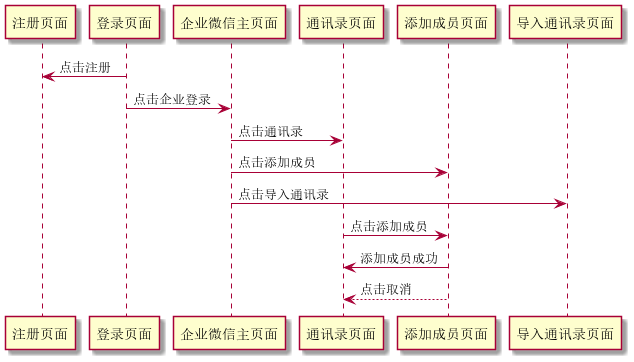 注册页面 登录页面 企业微信主页面 通讯录页面 添加成员页面 导入通讯录页面
点击注册
点击企业登录
点击通讯录
点击添加成员
点击导入通讯录
点击添加成员
添加成员成功
点击取消
注册页面 登录页面 企业微信主页面 通讯录页面 添加成员页面 导入通讯录页面